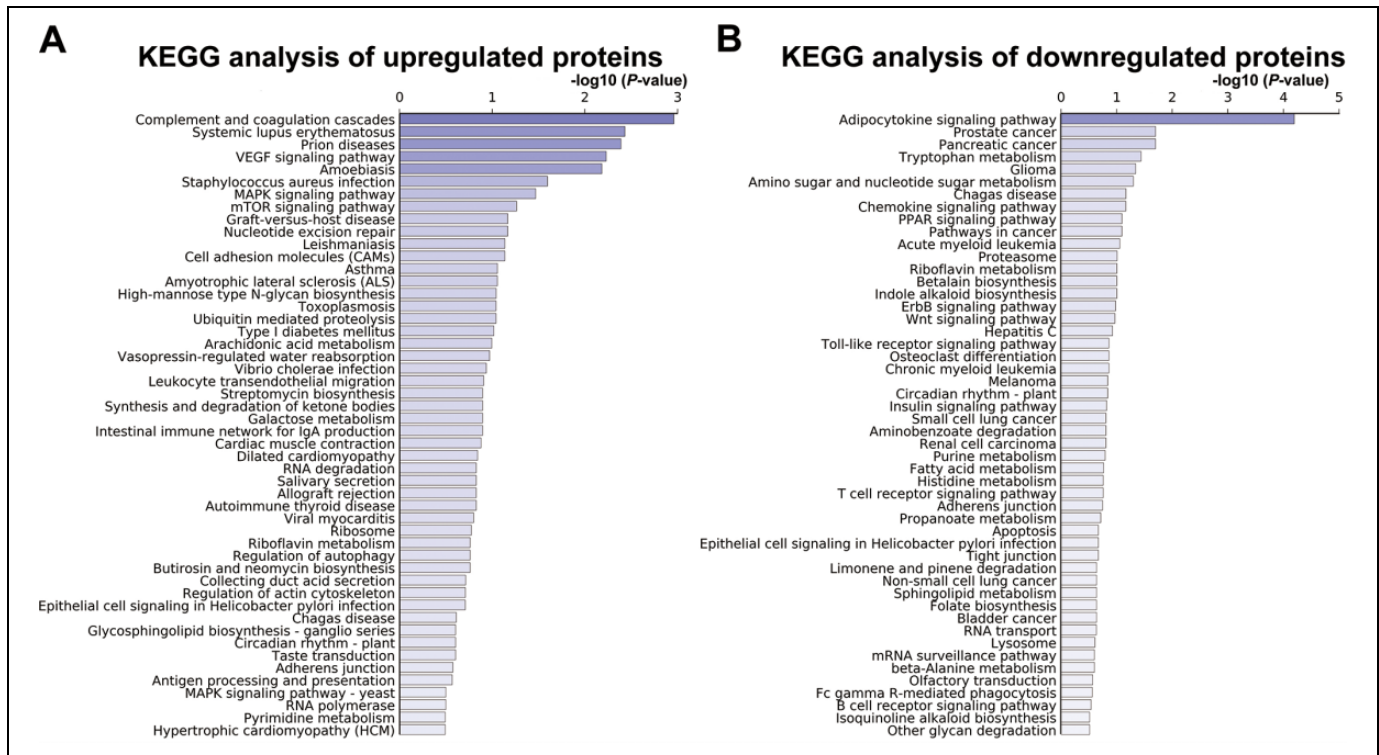 A
KEGG analysis of upregulated proteins
-log10 (P-value)
0 1 2 3
Complement and coagulation cascades
Systemic lupus erythematosus
Prion diseases
VEGF signaling pathway
Amoebiasis
Staphylococcus aureus infection
MAPK signaling pathway
mTOR signaling pathway
Graft-versus-host disease
Nucleotide excision repair
Leishmaniasis
Cell adhesion molecules (CAMs)
Asthma
Amyotrophic lateral sclerosis (ALS)
High-mannose type N-glycan biosynthesis
Toxoplasmosis
Ubiquitin mediated proteolysis
Type I diabetes mellitus
Arachidonic acid metabolism
Vasopressin-regulated water reabsorption
Vibrio cholerae infection
Leukocyte transendothelial migration
Streptomycin biosynthesis
Synthesis and degradation of ketone bodies
Galactose metabolism
Intestinal immune network for IgA production
Cardiac muscle contraction
Dilated cardiomyopathy
RNA degradation
Salivary secretion
Allograft rejection
Autoimmune thyroid disease
Viral myocarditis
Ribosome
Riboflavin metabolism
Regulation of autophagy
Butirosin and neomycin biosynthesis
Collecting duct acid secretion
Regulation of actin cytoskeleton
Epithelial cell signaling in Helicobacter pylori infection
Chagas disease
Glycosphingolipid biosynthesis - ganglio series
Circadian rhythm - plant
Taste transduction
Adherens junction
Antigen processing and presentation
MAPK signaling pathway - yeast
RNA polymerase
Pyrimidine metabolism
Hypertrophic cardiomyopathy (HCM)
B
KEGG analysis of downregulated proteins
-log10 (P-value)
0 1 2 3 4 5
Adipocytokine signaling pathway
Prostate cancer
Pancreatic cancer
Tryptophan metabolism
Glioma
Amino sugar and nucleotide sugar metabolism
Chagas disease
Chemokine signaling pathway
PPAR signaling pathway
Pathways in cancer
Acute myeloid leukemia
Proteasome
Riboflavin metabolism
Betalain biosynthesis
Indole alkaloid biosynthesis
ErbB signaling pathway
Wnt signaling pathway
Hepatitis C
Toll-like receptor signaling pathway
Osteoclast differentiation
Chronic myeloid leukemia
Melanoma
Circadian rhythm - plant
Insulin signaling pathway
Small cell lung cancer
Aminobenzoate degradation
Renal cell carcinoma
Purine metabolism
Fatty acid metabolism
Histidine metabolism
T cell receptor signaling pathway
Adherens junction
Propanoate metabolism
Apoptosis
Epithelial cell signaling in Helicobacter pylori infection
Tight junction
Limonene and pinene degradation
Non-small cell lung cancer
Sphingolipid metabolism
Folate biosynthesis
Bladder cancer
RNA transport
Lysosome
mRNA surveillance pathway
beta-Alanine metabolism
Olfactory transduction
Fc gamma R-mediated phagocytosis
B cell receptor signaling pathway
Isoquinoline alkaloid biosynthesis
Other glycan degradation